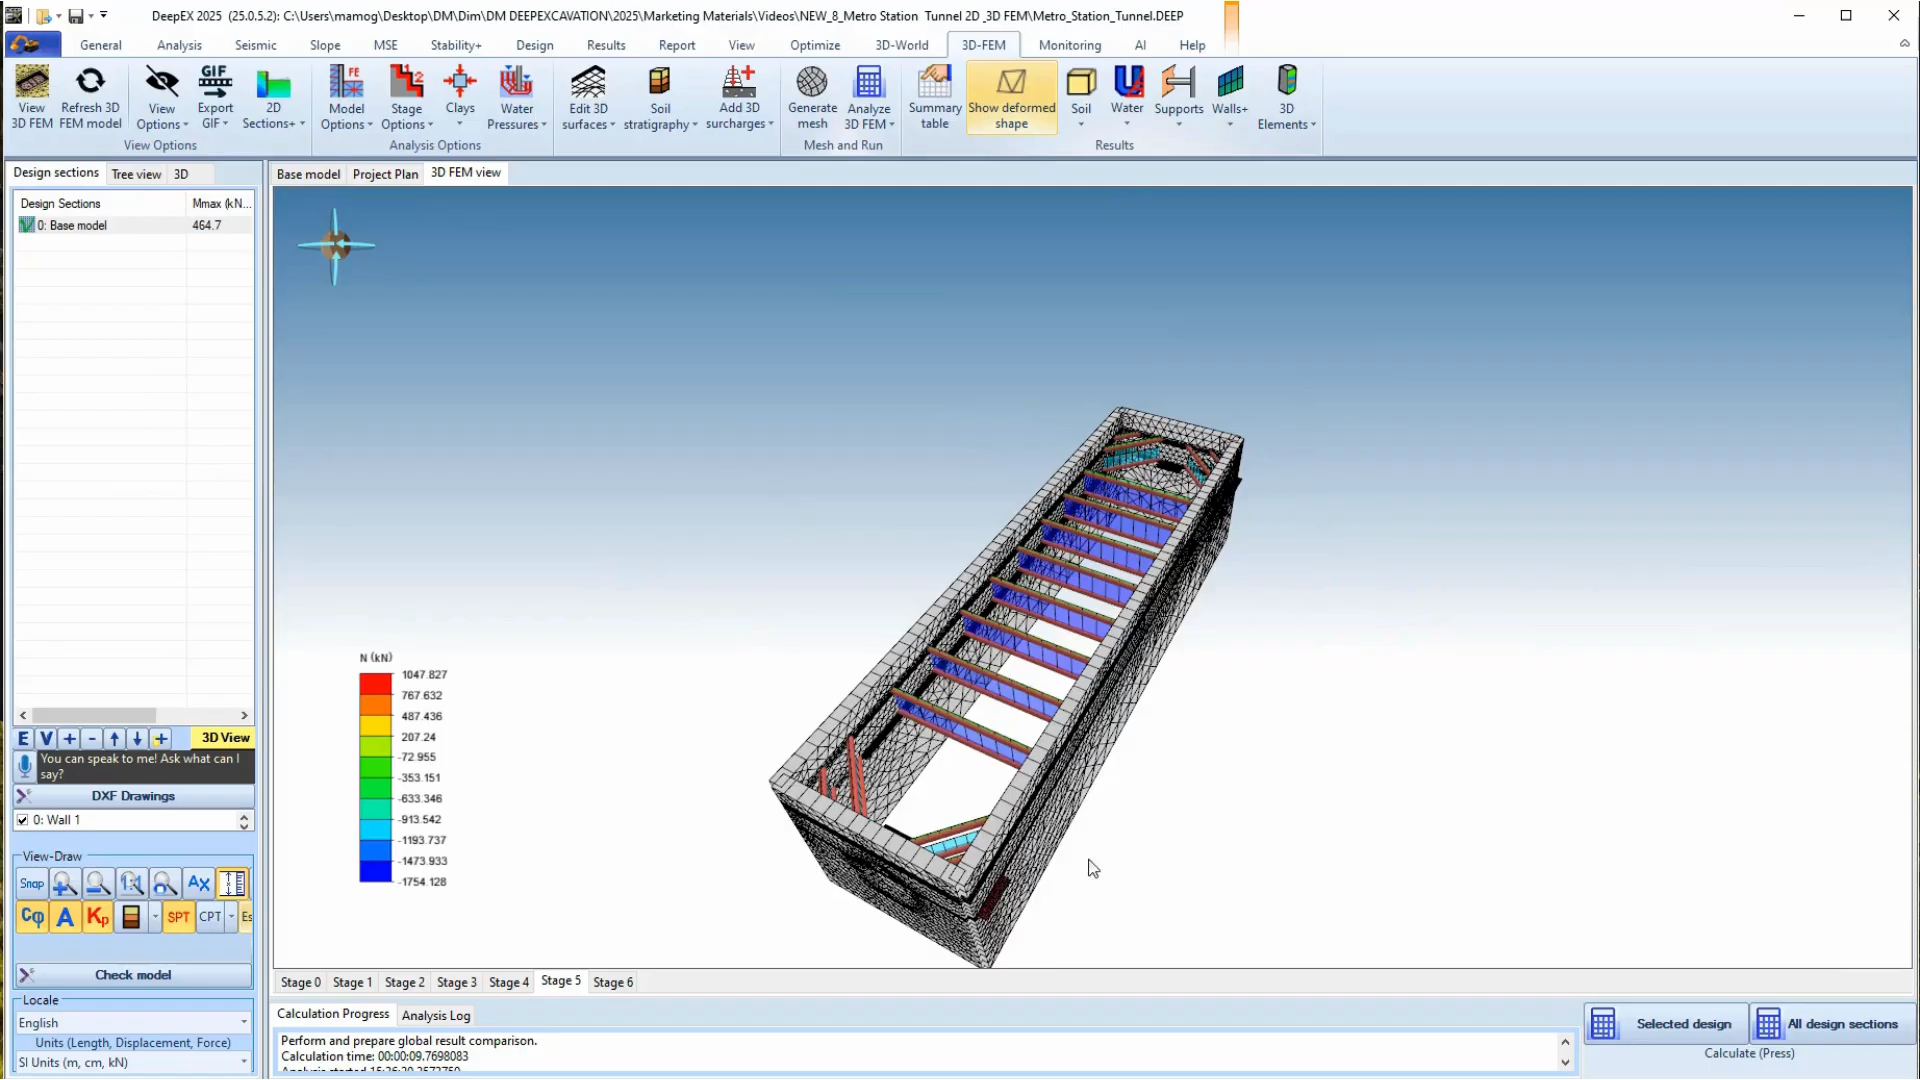 DeepEX 2025 (25.0.5.2): C:\Users\mamog\Desktop\DM\Dim\DM DEEPEXCAVATION\2025\Marketing Materials\Videos\NEW_8_Metro Station Tunnel 2D _3D FEM\Metro_Station_Tunnel.DEEP
General Analysis Seismic Slope MSE Stability+ Design Results Report View Optimize 3D-World 3D-FEM Monitoring AI Help
View 3D FEM
Refresh 3D FEM model
View Options
GIF
Export GIF
2D Sections+
View Options
FE
Model Options
Stage Options
Clays
Water Pressures
Analysis Options
Edit 3D surfaces
Soil stratigraphy
Add 3D surcharges
Generate mesh
Analyze 3D FEM
Mesh and Run
Summary table
Show deformed shape
Soil
Water
Supports
Walls+
3D Elements
Results
Design sections Tree view 3D
Base model Project Plan 3D FEM view
Design Sections Mmax (kN...
0: Base model 464.7
N (kN)
1047.827
767.632
487.436
207.24
-72.955
-353.151
-633.346
-913.542
-1193.737
-1473.933
-1754.128
E V + - 3D View
You can speak to me! Ask what can I say?
DXF Drawings
0: Wall 1
View-Draw
Snap 1:1 AX
Cφ A Kp SPT CPT Es
Check model
Locale
English
Units (Length, Displacement, Force)
SI Units (m, cm, kN)
Stage 0 Stage 1 Stage 2 Stage 3 Stage 4 Stage 5 Stage 6
Calculation Progress Analysis Log
Perform and prepare global result comparison.
Calculation time: 00:00:09.7698083
Selected design
All design sections
Calculate (Press)